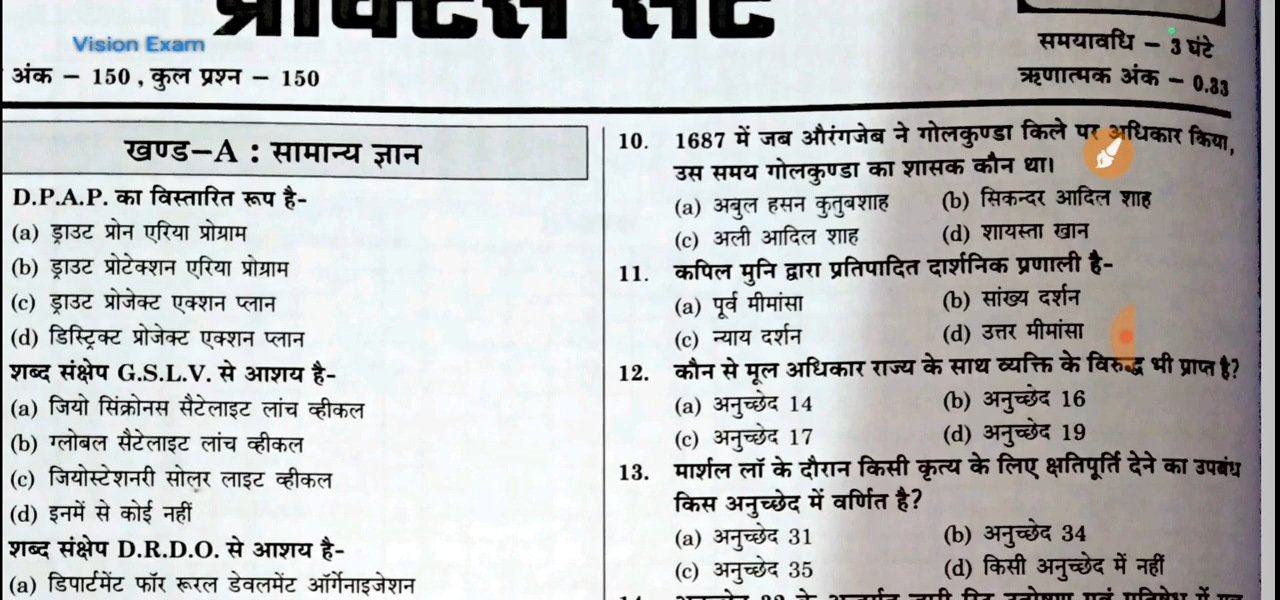 प्रैक्टिस सेट
Vision Exam
समयावधि – 3 घंटे
अंक – 150 , कुल प्रश्न – 150
ऋणात्मक अंक – 0.33
खण्ड–A : सामान्य ज्ञान
D.P.A.P. का विस्तारित रूप है-
(a) ड्राउट प्रोन एरिया प्रोग्राम
(b) ड्राउट प्रोटेक्शन एरिया प्रोग्राम
(c) ड्राउट प्रोजेक्ट एक्शन प्लान
(d) डिस्ट्रिक्ट प्रोजेक्ट एक्शन प्लान
शब्द संक्षेप G.S.L.V. से आशय है-
(a) जियो सिंक्रोनस सैटेलाइट लांच व्हीकल
(b) ग्लोबल सैटेलाइट लांच व्हीकल
(c) जियोस्टेशनरी सोलर लाइट व्हीकल
(d) इनमें से कोई नहीं
शब्द संक्षेप D.R.D.O. से आशय है-
(a) डिपार्टमेंट फॉर रूरल डेवलमेंट ऑर्गेनाइजेशन
10. 1687 में जब औरंगजेब ने गोलकुण्डा किले पर अधिकार किया,
उस समय गोलकुण्डा का शासक कौन था।
(a) अबुल हसन कुतुबशाह (b) सिकन्दर आदिल शाह
(c) अली आदिल शाह (d) शायस्ता खान
11. कपिल मुनि द्वारा प्रतिपादित दार्शनिक प्रणाली है-
(a) पूर्व मीमांसा (b) सांख्य दर्शन
(c) न्याय दर्शन (d) उत्तर मीमांसा
12. कौन से मूल अधिकार राज्य के साथ व्यक्ति के विरुद्ध भी प्राप्त है?
(a) अनुच्छेद 14 (b) अनुच्छेद 16
(c) अनुच्छेद 17 (d) अनुच्छेद 19
13. मार्शल लॉ के दौरान किसी कृत्य के लिए क्षतिपूर्ति देने का उपबंध
किस अनुच्छेद में वर्णित है?
(a) अनुच्छेद 31 (b) अनुच्छेद 34
(c) अनुच्छेद 35 (d) किसी अनुच्छेद में नहीं